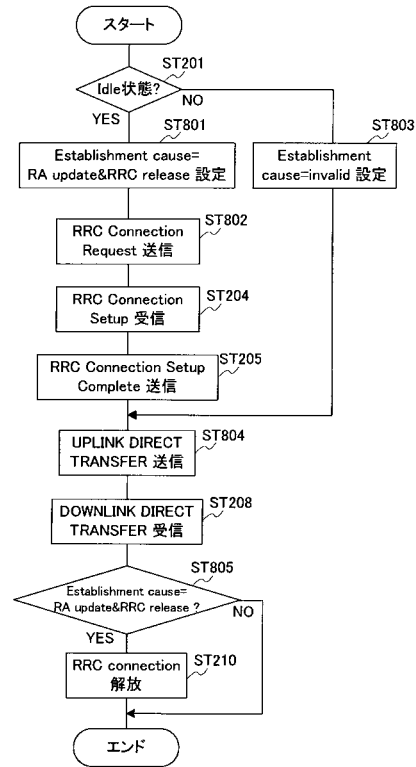 スタート
ST201
Idle状態?
NO
YES
ST801
Establishment cause=
RA update&RRC release 設定
ST803
Establishment
cause=invalid 設定
ST802
RRC Connection
Request 送信
ST204
RRC Connection
Setup 受信
ST205
RRC Connection Setup
Complete 送信
ST804
UPLINK DIRECT
TRANSFER 送信
ST208
DOWNLINK DIRECT
TRANSFER 受信
ST805
Establishment cause=
RA update&RRC release ?
NO
YES
ST210
RRC connection
解放
エンド